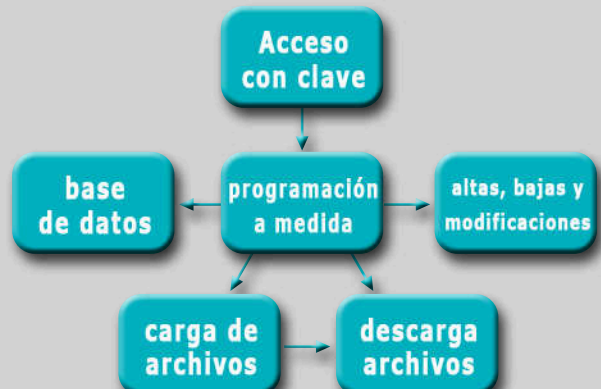 Acceso
con clave
base
de datos
programación
a medida
altas, bajas y
modificaciones
carga de
archivos
descarga
archivos